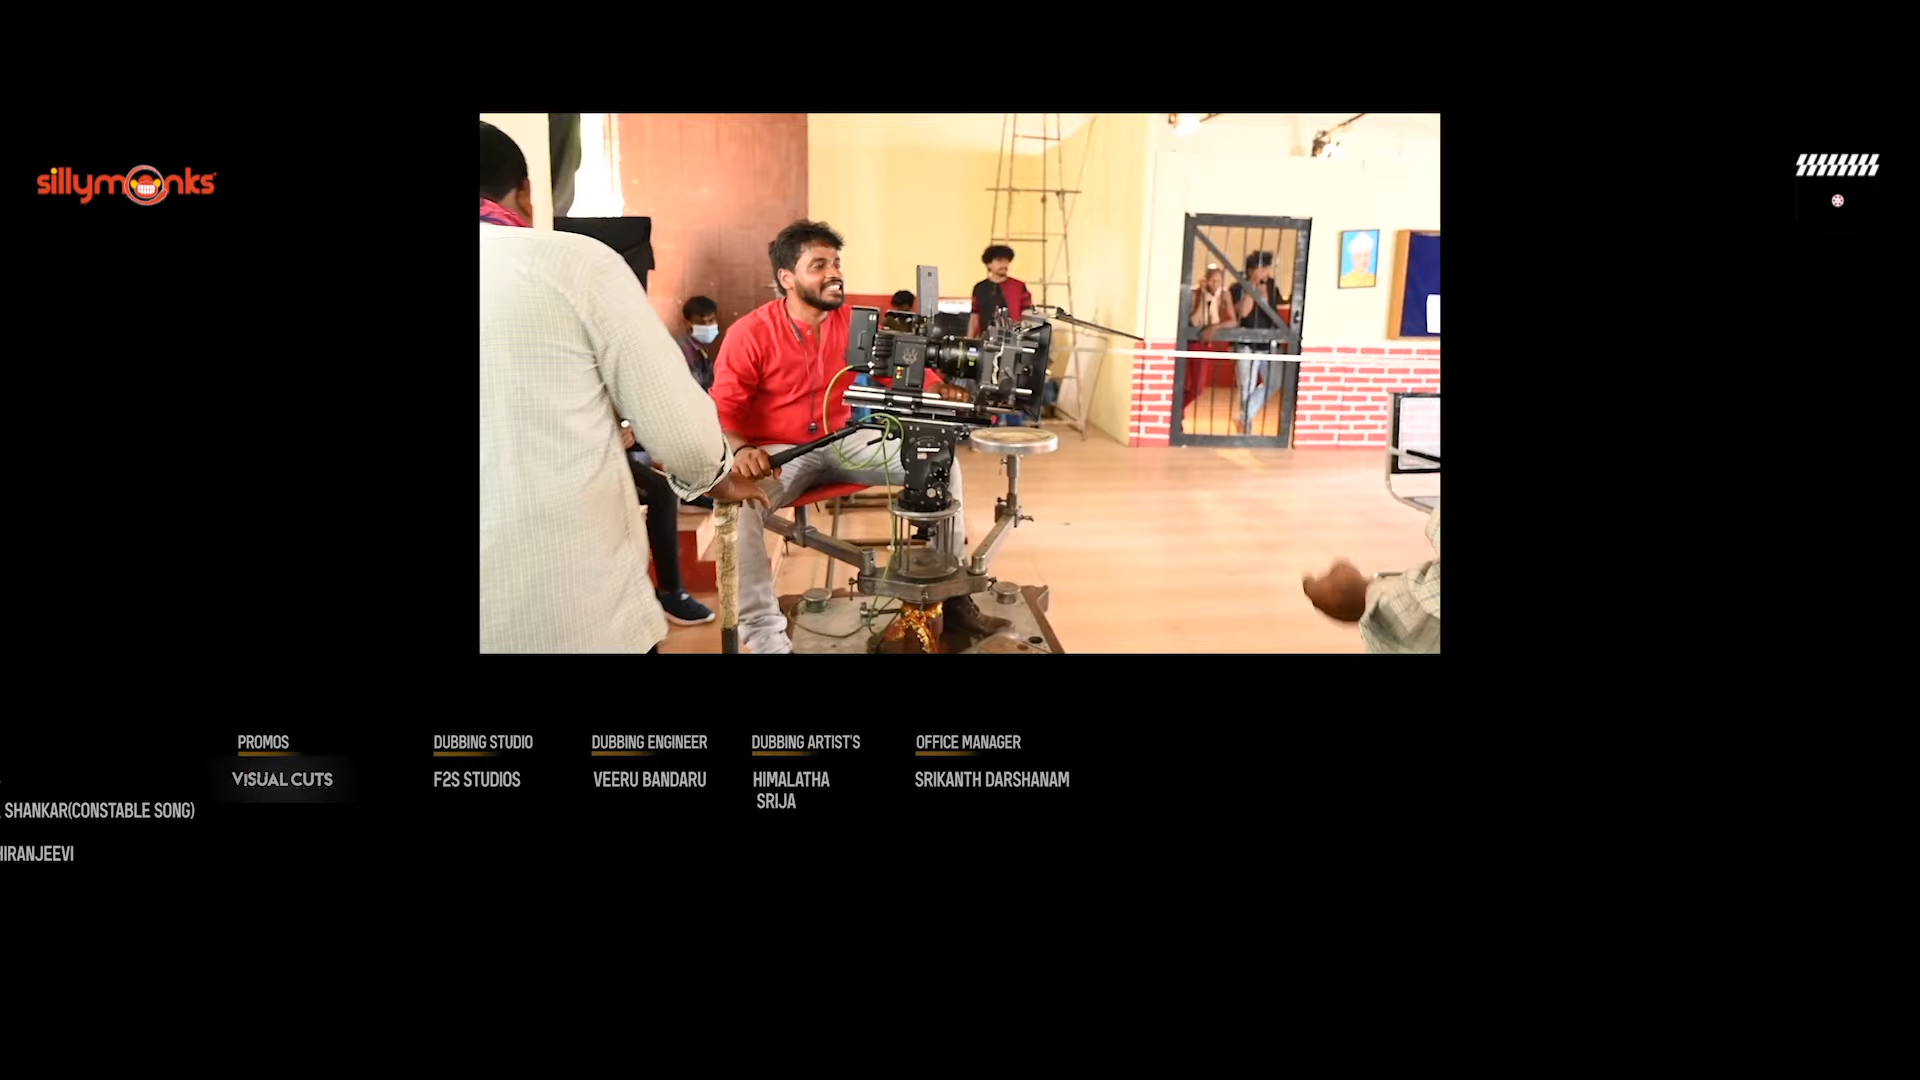 sillymonks
PROMOS
VISUAL CUTS
DUBBING STUDIO
F2S STUDIOS
DUBBING ENGINEER
VEERU BANDARU
DUBBING ARTIST'S
HIMALATHA
SRIJA
OFFICE MANAGER
SRIKANTH DARSHANAM
SHANKAR(CONSTABLE SONG)
HIRANJEEVI